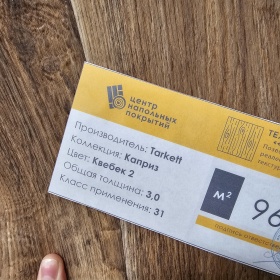 центр
напольных
покрытий
Производитель: Tarkett
Коллекция: Каприз
Цвет: Квебек 2
Общая толщина: 3,0
Класс применения: 31
М²
96